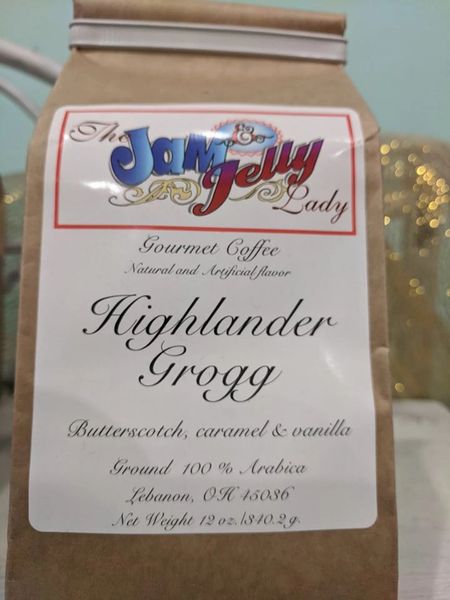 The Jam & Jelly Lady
Gourmet Coffee
Natural and Artificial flavor
Highlander
Grogg
Butterscotch, caramel & vanilla
Ground 100 % Arabica
Lebanon, OH 45036
Net Weight 12 oz./340.2 g.